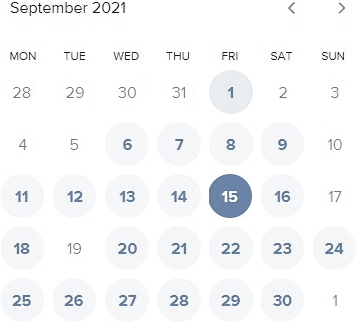 September 2021
MON TUE WED THU FRI SAT SUN
28 29 30 31 1 2 3
4 5 6 7 8 9 10
11 12 13 14 15 16 17
18 19 20 21 22 23 24
25 26 27 28 29 30 1